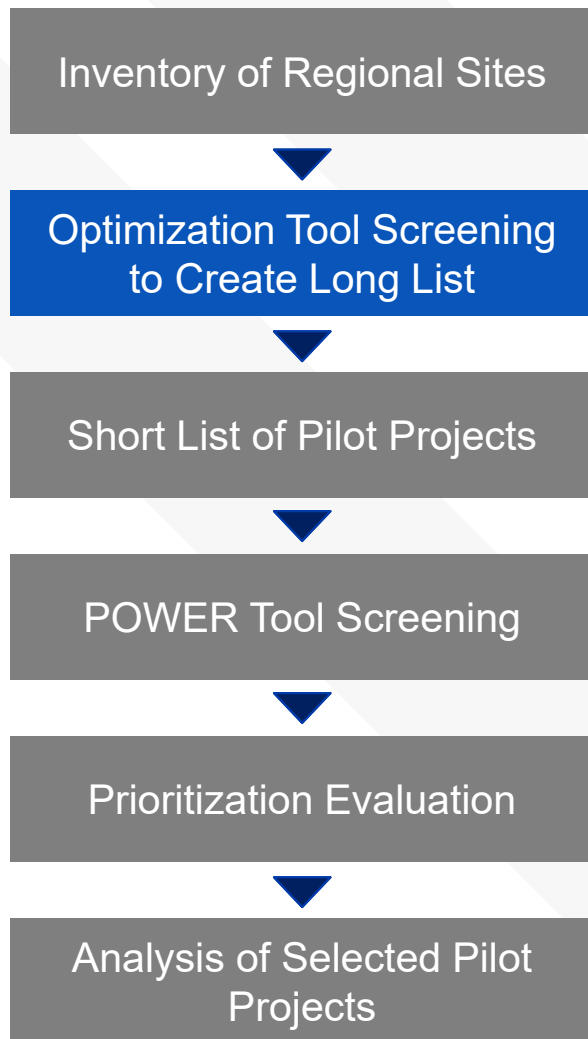 Inventory of Regional Sites
Optimization Tool Screening
to Create Long List
Short List of Pilot Projects
POWER Tool Screening
Prioritization Evaluation
Analysis of Selected Pilot
Projects